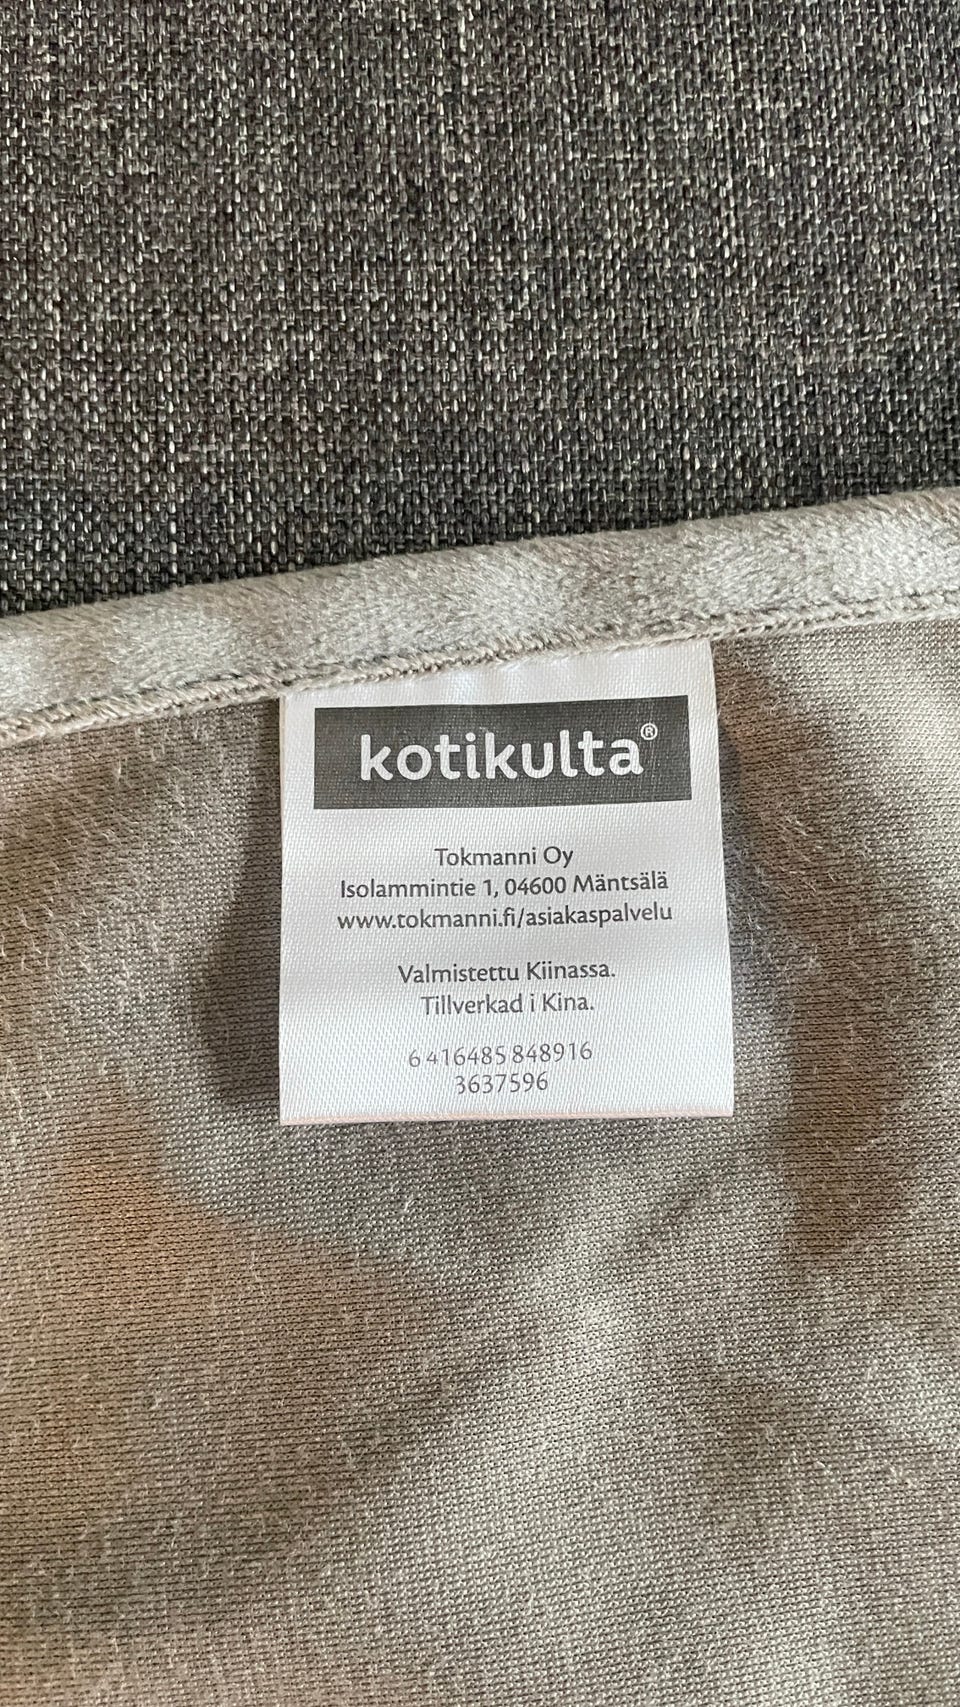 kotikulta®
Tokmanni Oy
Isolammintie 1, 04600 Mäntsälä
www.tokmanni.fi/asiakaspalvelu
Valmistettu Kiinassa.
Tillverkad i Kina.
6 416485 848916
3637596